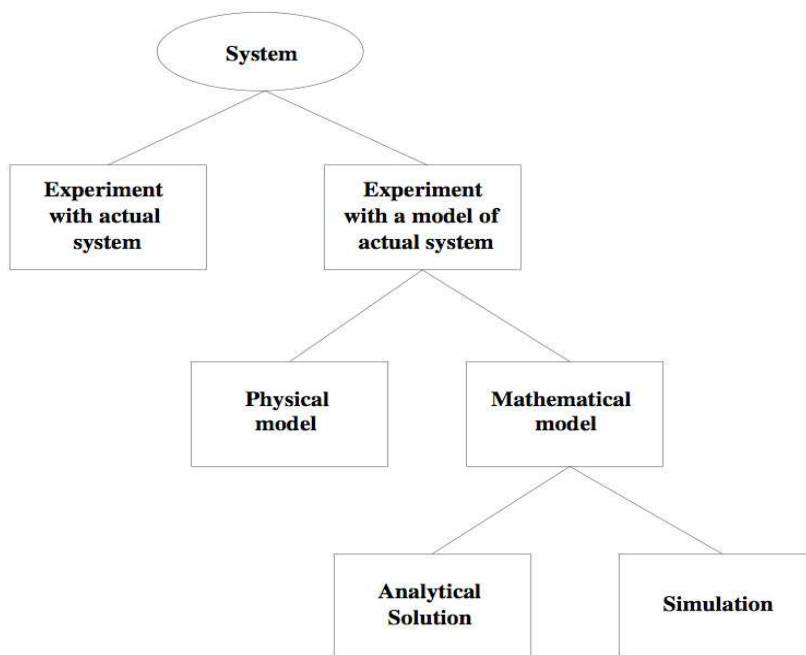 System
Experiment
with actual
system
Experiment
with a model of
actual system
Physical
model
Mathematical
model
Analytical
Solution
Simulation